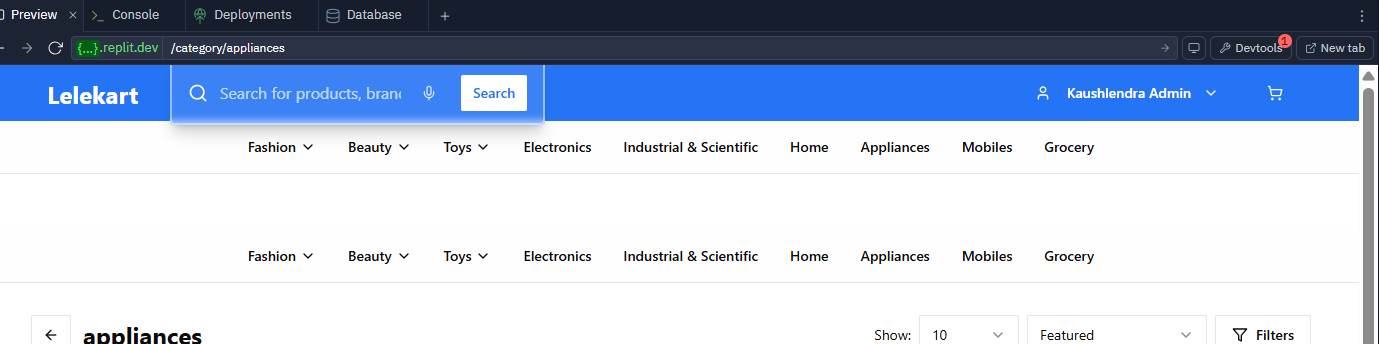 Preview Console Deployments Database
{...}.replit.dev /category/appliances Devtools 1 New tab
Lelekart Search for products, branc Search Kaushlendra Admin
Fashion Beauty Toys Electronics Industrial & Scientific Home Appliances Mobiles Grocery
Fashion Beauty Toys Electronics Industrial & Scientific Home Appliances Mobiles Grocery
appliances Show: 10 Featured Filters